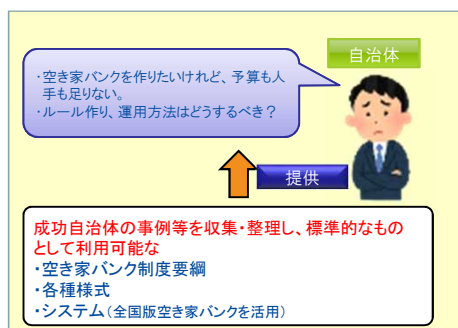 自治体
・空き家バンクを作りたいけれど、予算も人
手も足りない。
・ルール作り、運用方法はどうするべき？
提供
成功自治体の事例等を収集・整理し、標準的なもの
として利用可能な
・空き家バンク制度要綱
・各種様式
・システム（全国版空き家バンクを活用）